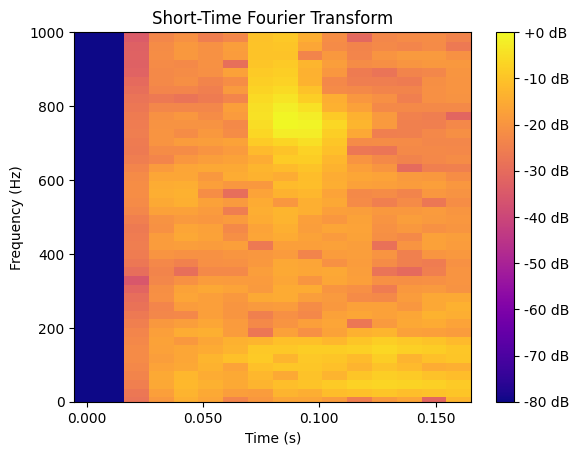 Short-Time Fourier Transform
1000
800
600
400
200
0
Frequency (Hz)
0.000
0.050
0.100
0.150
Time (s)
+0 dB
-10 dB
-20 dB
-30 dB
-40 dB
-50 dB
-60 dB
-70 dB
-80 dB